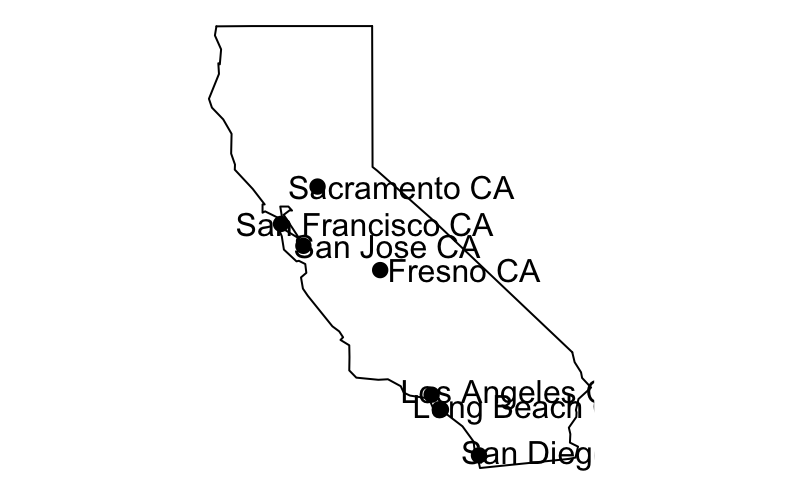 Sacramento CA
San Francisco CA
San Jose CA
Fresno CA
Los Angeles
Long Beach
San Dieg